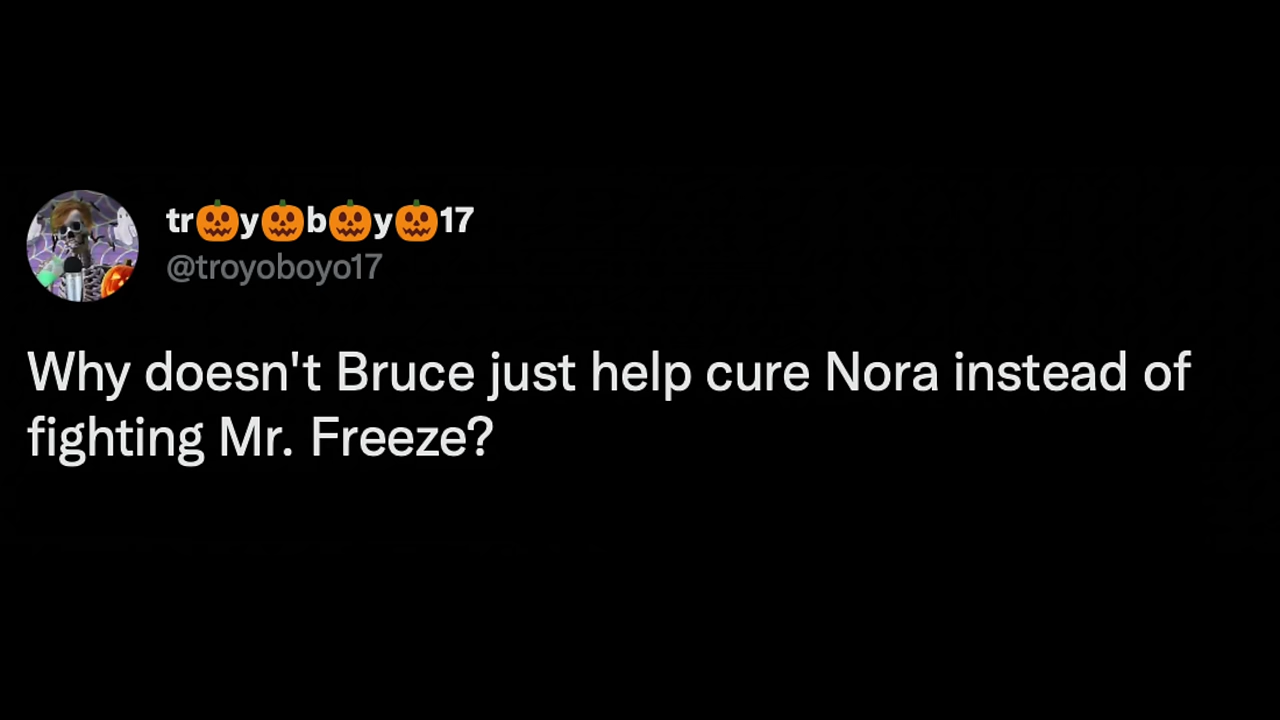 tr🎃y🎃b🎃y🎃17
@troyoboyo17
Why doesn't Bruce just help cure Nora instead of
fighting Mr. Freeze?